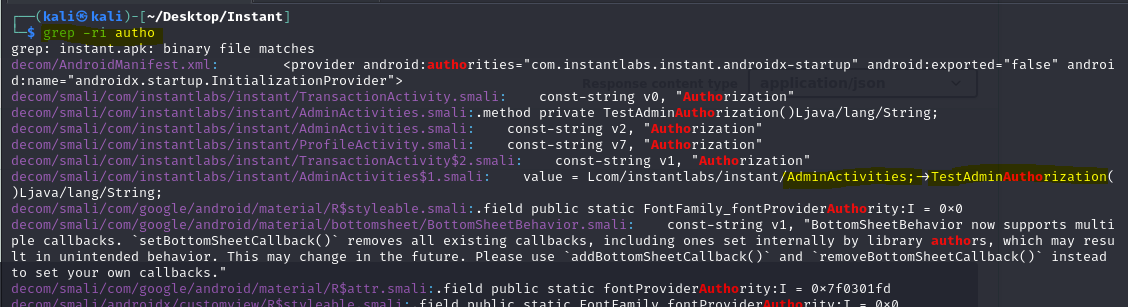 ┌──(kali㉿kali)-[~/Desktop/Instant]
└─$ grep -ri autho
grep: instant.apk: binary file matches
decom/AndroidManifest.xml:        <provider android:authorities="com.instantlabs.instant.androidx-startup" android:exported="false" androi
d:name="androidx.startup.InitializationProvider">
Response content type application/json
decom/smali/com/instantlabs/instant/TransactionActivity.smali:    const-string v0, "Authorization"
decom/smali/com/instantlabs/instant/AdminActivities.smali:.method private TestAdminAuthorization()Ljava/lang/String;
decom/smali/com/instantlabs/instant/AdminActivities.smali:    const-string v2, "Authorization"
decom/smali/com/instantlabs/instant/ProfileActivity.smali:    const-string v7, "Authorization"
decom/smali/com/instantlabs/instant/TransactionActivity$2.smali:    const-string v1, "Authorization"
decom/smali/com/instantlabs/instant/AdminActivities$1.smali:    value = Lcom/instantlabs/instant/AdminActivities;->TestAdminAuthorization(
)Ljava/lang/String;
decom/smali/com/google/android/material/R$styleable.smali:.field public static FontFamily_fontProviderAuthority:I = 0x0
decom/smali/com/google/android/material/bottomsheet/BottomSheetBehavior.smali:    const-string v1, "BottomSheetBehavior now supports multi
ple callbacks. `setBottomSheetCallback()` removes all existing callbacks, including ones set internally by library authors, which may resu
lt in unintended behavior. This may change in the future. Please use `addBottomSheetCallback()` and `removeBottomSheetCallback()` instead
to set your own callbacks."
decom/smali/com/google/android/material/R$attr.smali:.field public static fontProviderAuthority:I = 0x7f0301fd
decom/smali/androidx/customview/R$styleable.smali:.field public static FontFamily_fontProviderAuthority:I = 0x0